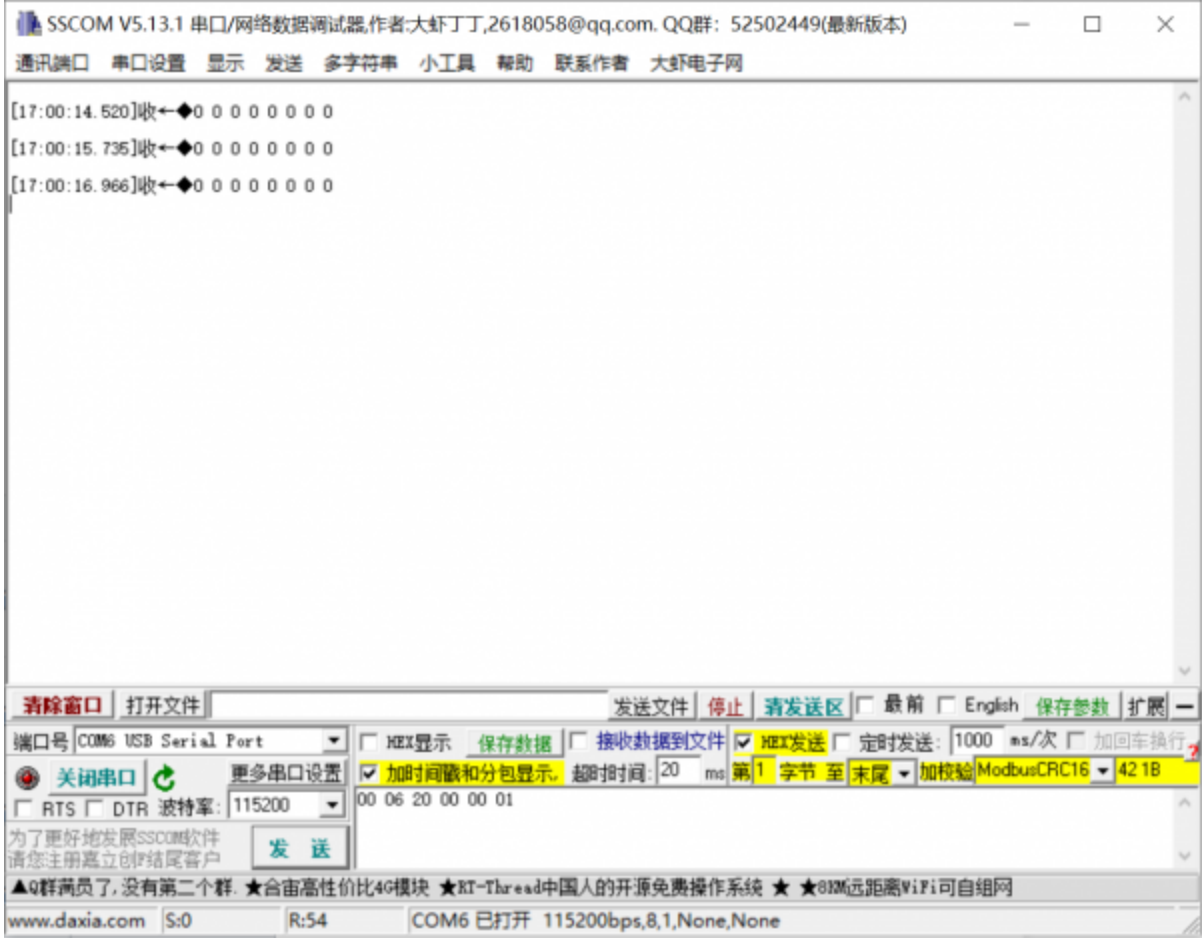 SSCOM V5.13.1 串口/网络数据调试器,作者:大虾丁丁,2618058@qq.com. QQ群：52502449(最新版本)
通讯端口 串口设置 显示 发送 多字符串 小工具 帮助 联系作者 大虾电子网
[17:00:14.520]收←◆0 0 0 0 0 0 0 0
[17:00:15.735]收←◆0 0 0 0 0 0 0 0
[17:00:16.966]收←◆0 0 0 0 0 0 0 0
清除窗口 打开文件 发送文件 停止 清发送区 最前 English 保存参数 扩展 —
端口号 COM6 USB Serial Port HEX显示 保存数据 接收数据到文件 HEX发送 定时发送: 1000 ms/次 加回车换行
关闭串口 更多串口设置 加时间戳和分包显示, 超时时间: 20 ms 第 1 字节 至 末尾 加校验 ModbusCRC16 42 1B
RTS DTR 波特率: 115200 00 06 20 00 00 01
为了更好地发展SSCOM软件
请您注册嘉立创F结尾客户
发 送
▲Q群满员了,没有第二个群. ★合宙高性价比4G模块 ★RT-Thread中国人的开源免费操作系统 ★ ★8KM远距离WiFi可自组网
www.daxia.com S:0 R:54 COM6 已打开 115200bps,8,1,None,None